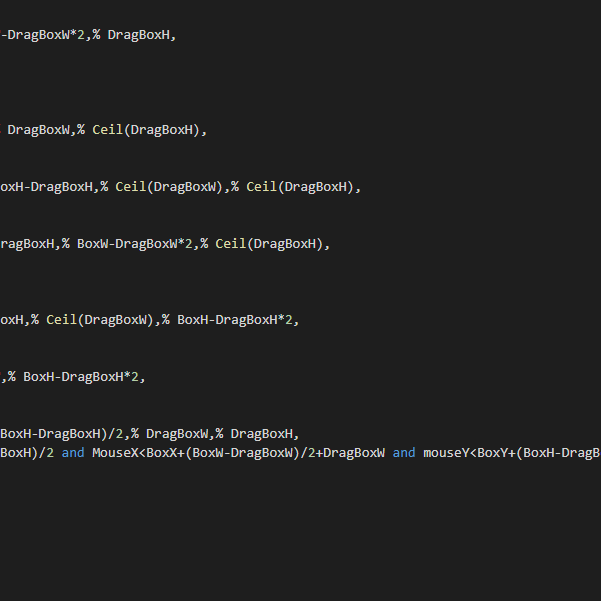 -DragBoxW*2,% DragBoxH,
DragBoxW,% Ceil(DragBoxH),
oxH-DragBoxH,% Ceil(DragBoxW),% Ceil(DragBoxH),
ragBoxH,% BoxW-DragBoxW*2,% Ceil(DragBoxH),
oxH,% Ceil(DragBoxW),% BoxH-DragBoxH*2,
,% BoxH-DragBoxH*2,
BoxH-DragBoxH)/2,% DragBoxW,% DragBoxH,
BoxH)/2 and MouseX<BoxX+(BoxW-DragBoxW)/2+DragBoxW and mouseY<BoxY+(BoxH-DragB